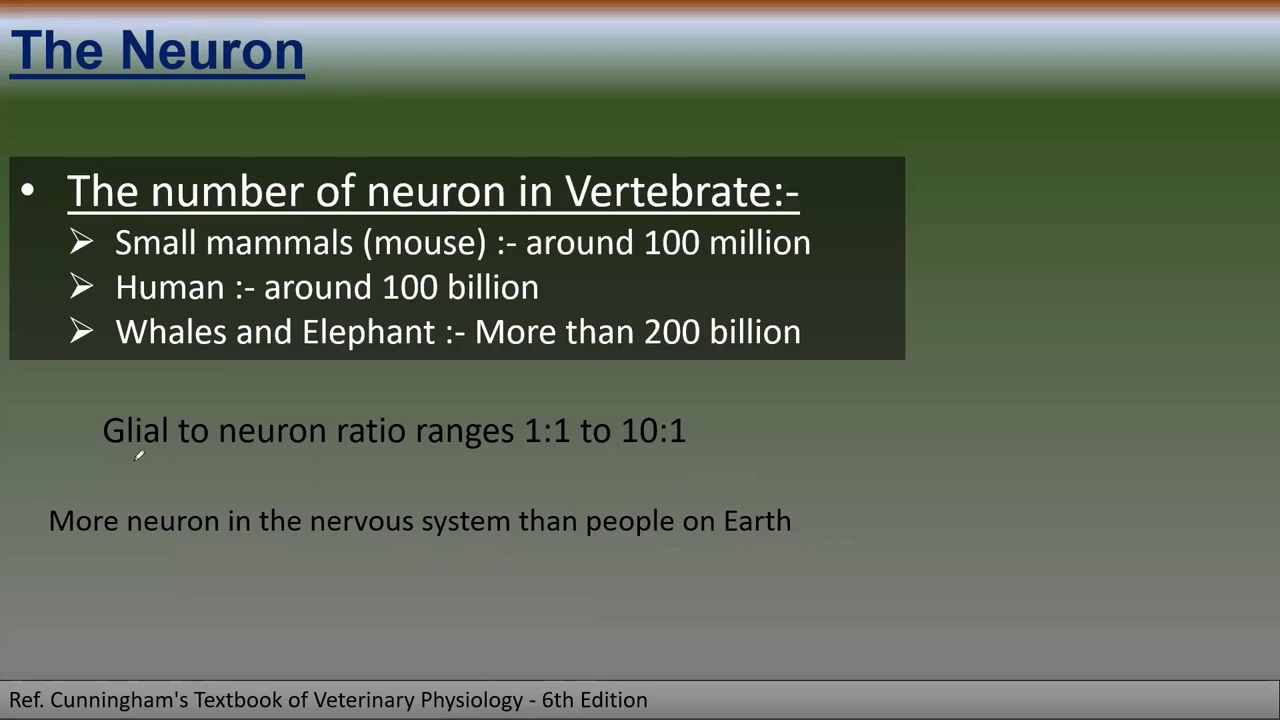 The Neuron
• The number of neuron in Vertebrate:-
➢ Small mammals (mouse) :- around 100 million
➢ Human :- around 100 billion
➢ Whales and Elephant :- More than 200 billion
Glial to neuron ratio ranges 1:1 to 10:1
More neuron in the nervous system than people on Earth
Ref. Cunningham's Textbook of Veterinary Physiology - 6th Edition